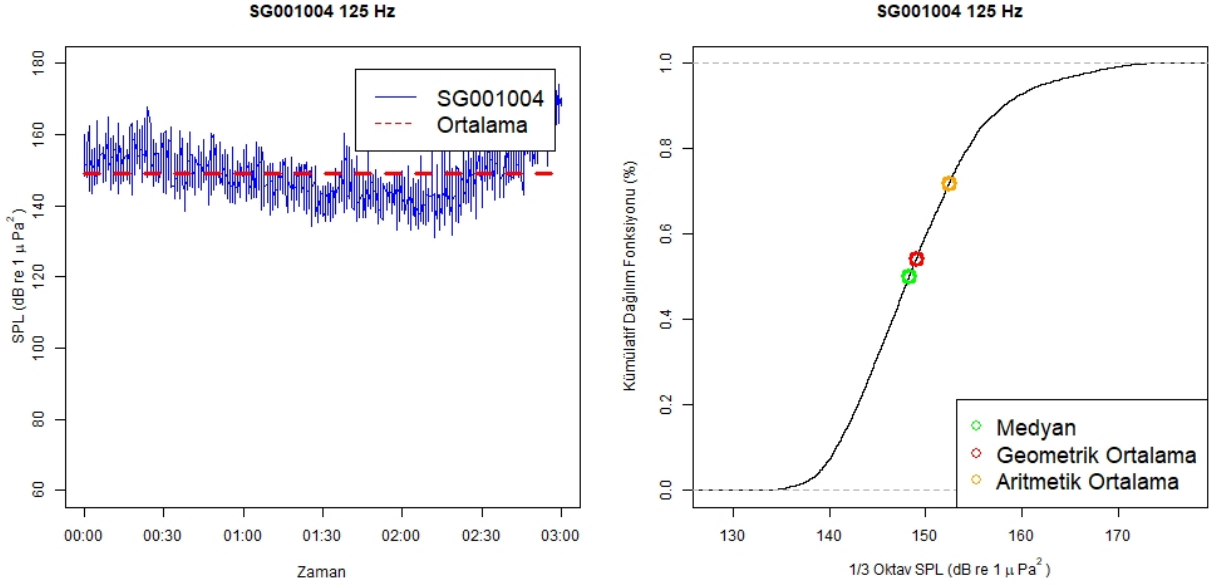 SG001004 125 Hz
SPL (dB re 1 μ Pa²)
180
160
140
120
100
80
60
SG001004
Ortalama
00:00 00:30 01:00 01:30 02:00 02:30 03:00
Zaman
SG001004 125 Hz
Kümülatif Dağılım Fonksiyonu (%)
1.0
0.8
0.6
0.4
0.2
0.0
Medyan
Geometrik Ortalama
Aritmetik Ortalama
130 140 150 160 170
1/3 Oktav SPL (dB re 1 μ Pa²)